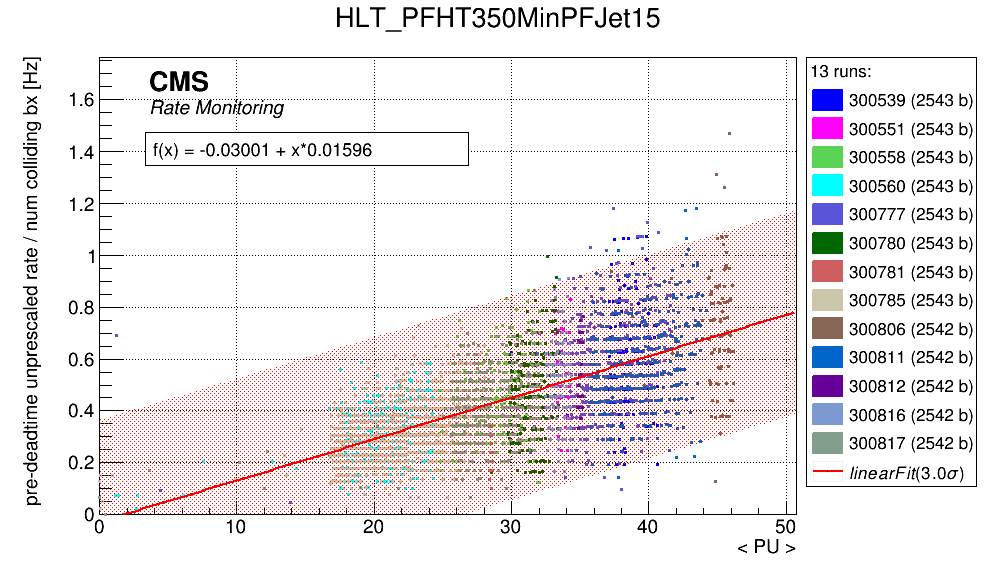 HLT_PFHT350MinPFJet15
pre-deadtime unprescaled rate / num colliding bx [Hz]
CMS
Rate Monitoring
f(x) = -0.03001 + x*0.01596
1.6
1.4
1.2
1
0.8
0.6
0.4
0.2
0
0 10 20 30 40 50
< PU >
13 runs:
300539 (2543 b)
300551 (2543 b)
300558 (2543 b)
300560 (2543 b)
300777 (2543 b)
300780 (2543 b)
300781 (2543 b)
300785 (2543 b)
300806 (2542 b)
300811 (2542 b)
300812 (2542 b)
300816 (2542 b)
300817 (2542 b)
linearFit(3.0σ)